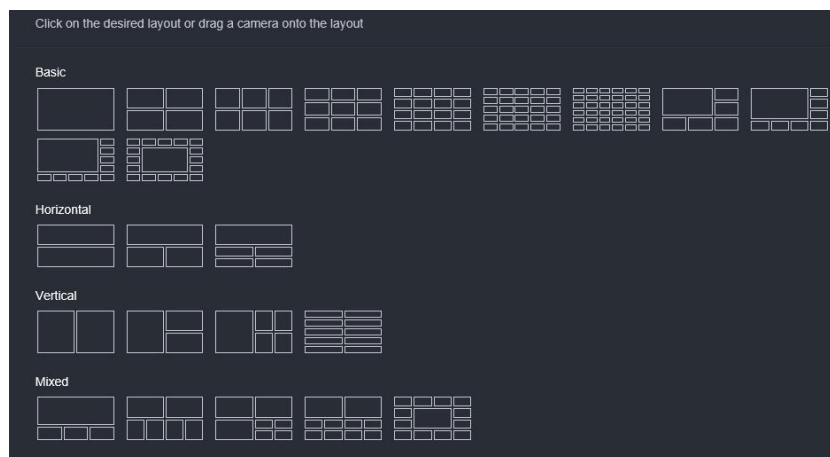 Click on the desired layout or drag a camera onto the layout
Basic
Horizontal
Vertical
Mixed